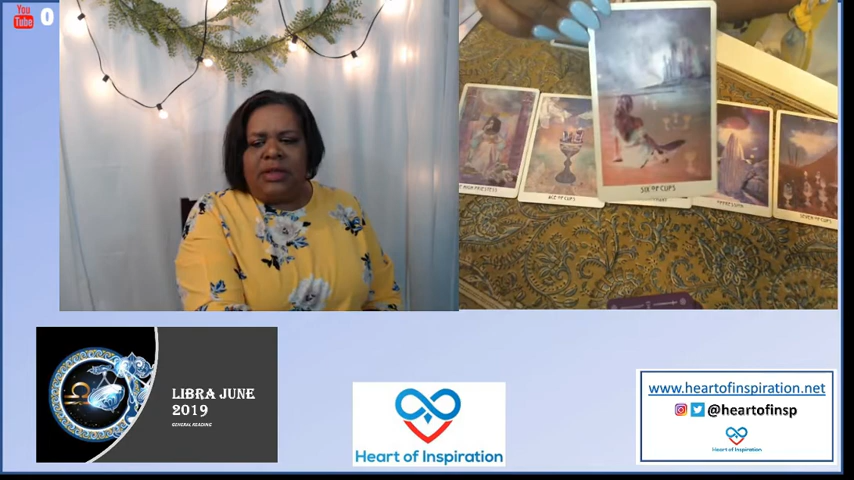 You
Tube
0
SIX OF CUPS
HIGH PRIESTESS
ACE OF CUPS
SEVEN OF CUPS
LIBRA JUNE
2019
GENERAL READING
Heart of Inspiration
www.heartofinspiration.net
@heartofinsp
Heart of Inspiration